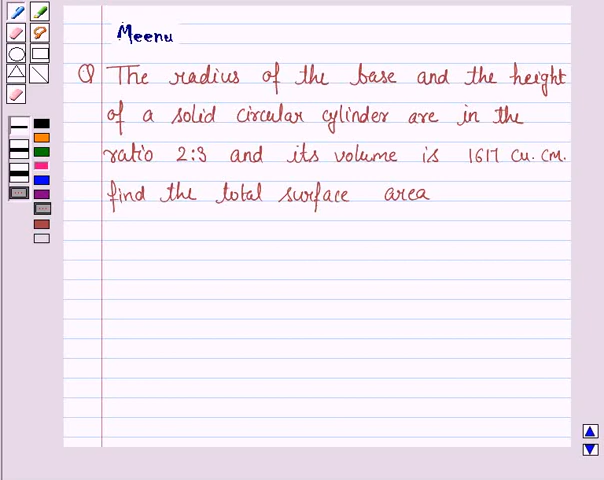 Meenu
Q The radius of the base and the height
of a solid circular cylinder are in the
ratio 2:3 and its volume is 1617 cu. cm.
find the total surface area